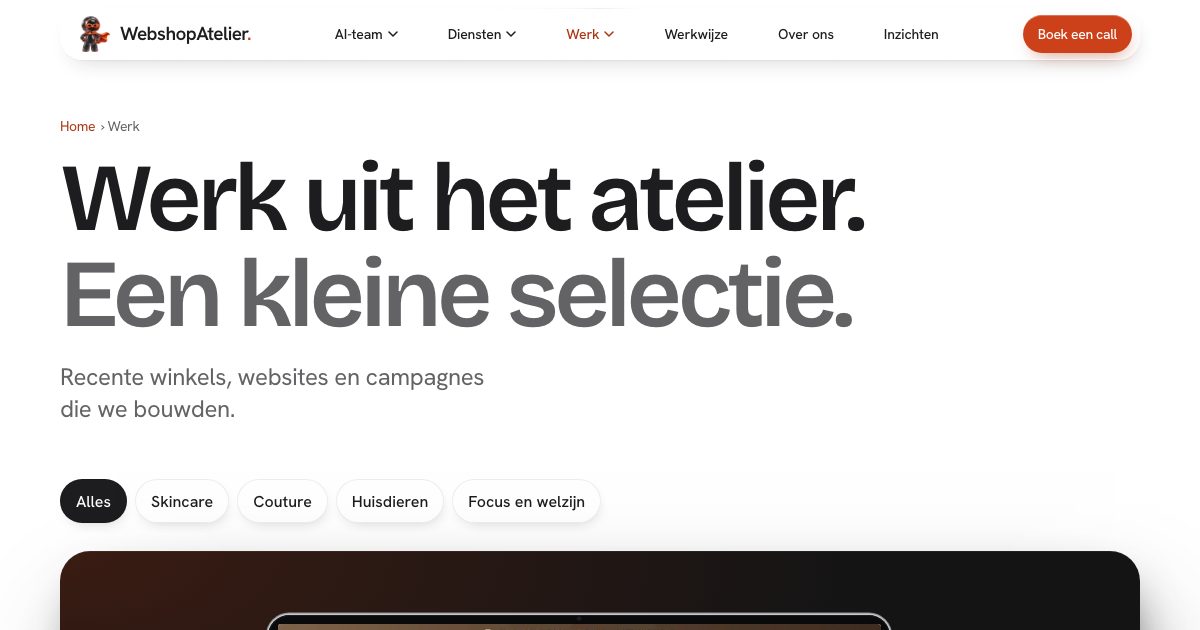 WebshopAtelier.
AI-team
Diensten
Werk
Werkwijze
Over ons
Inzichten
Boek een call
Home › Werk
Werk uit het atelier.
Een kleine selectie.
Recente winkels, websites en campagnes
die we bouwden.
Alles
Skincare
Couture
Huisdieren
Focus en welzijn